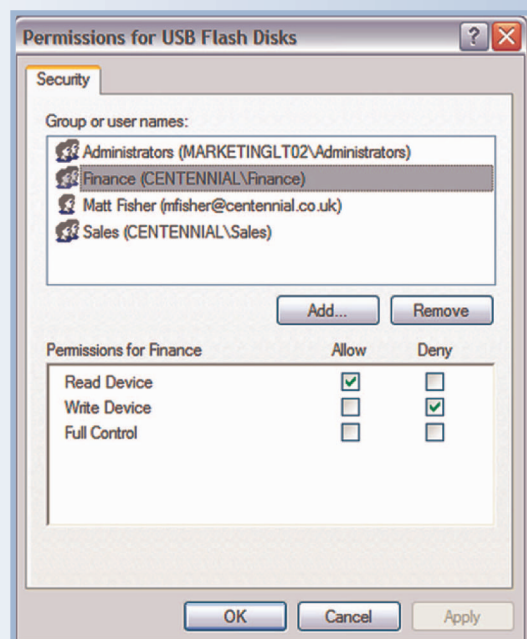 Permissions for USB Flash Disks
Security
Group or user names:
Administrators (MARKETINGLT02\Administrators)
Finance (CENTENNIAL\Finance)
Matt Fisher (mfisher@centennial.co.uk)
Sales (CENTENNIAL\Sales)
Add... Remove
Permissions for Finance Allow Deny
Read Device
Write Device
Full Control
OK Cancel Apply